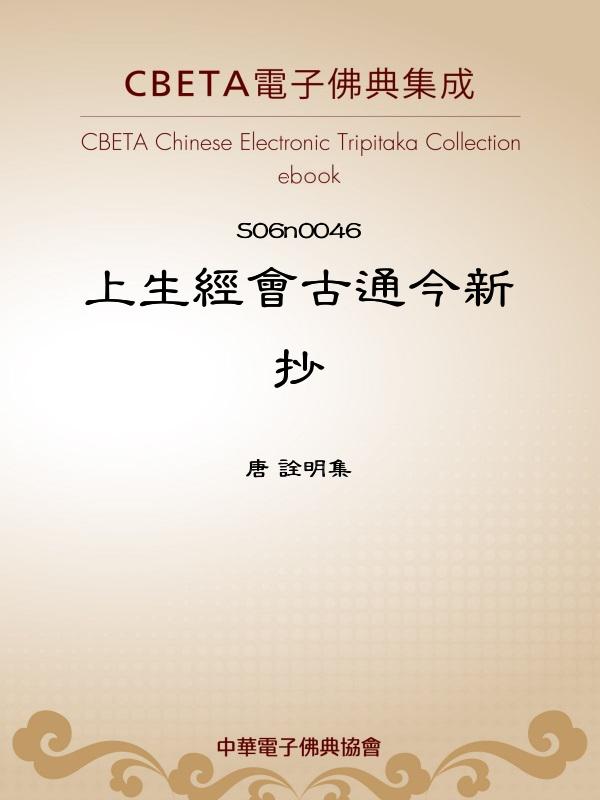 CBETA電子佛典集成
CBETA Chinese Electronic Tripitaka Collection
ebook
S06n0046
上生經會古通今新
抄
唐 詮明集
中華電子佛典協會